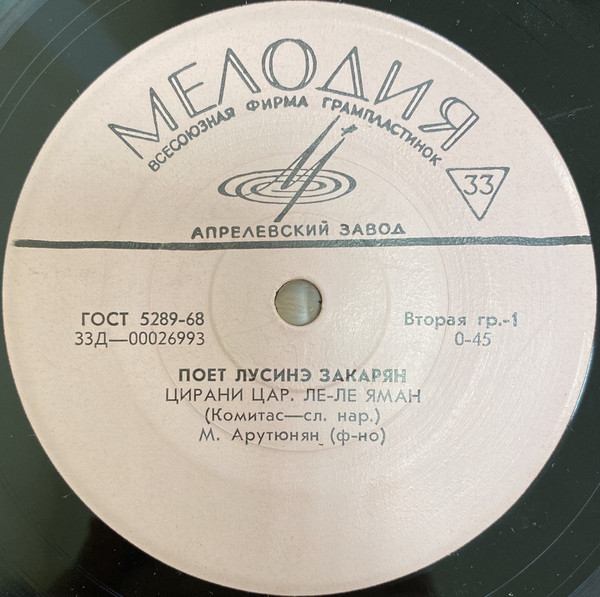 МЕЛОДИЯ
ВСЕСОЮЗНАЯ ФИРМА ГРАМПЛАСТИНОК
33
АПРЕЛЕВСКИЙ ЗАВОД
ГОСТ 5289-68
Вторая гр.-1
33Д—00026993
0-45
ПОЕТ ЛУСИНЭ ЗАКАРЯН
ЦИРАНИ ЦАР. ЛЕ-ЛЕ ЯМАН
(Комитас—сл. нар.)
М. Арутюнян (ф-но)